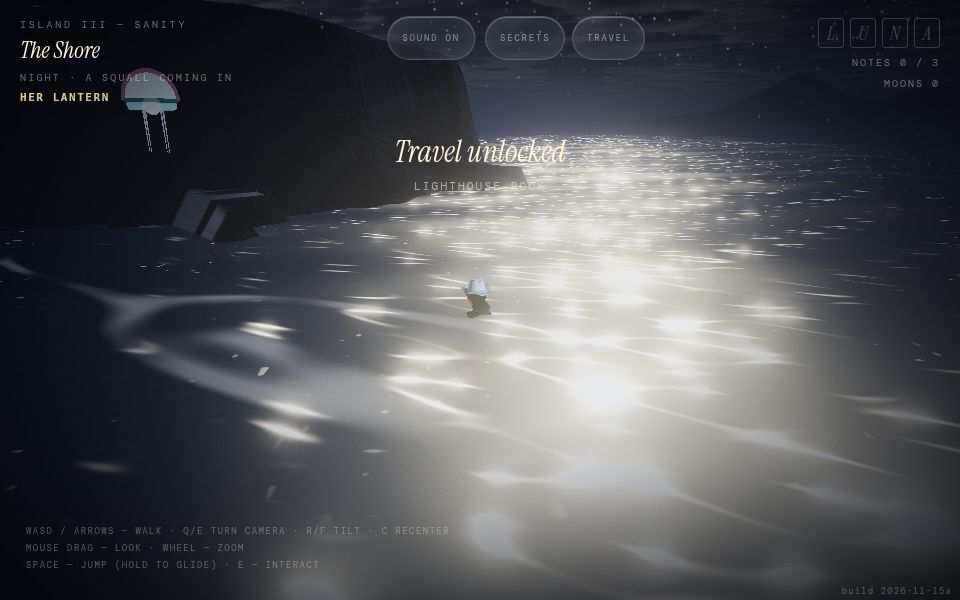 ISLAND III — SANITY
The Shore
NIGHT · A SQUALL COMING IN
HER LANTERN
SOUND ON
SECRETS
TRAVEL
L U N A
NOTES 0 / 3
MOONS 0
Travel unlocked
LIGHTHOUSE ROCK
WASD / ARROWS — WALK · Q/E TURN CAMERA · R/F TILT · C RECENTER
MOUSE DRAG — LOOK · WHEEL — ZOOM
SPACE — JUMP (HOLD TO GLIDE) · E — INTERACT
build 2026-11-15a